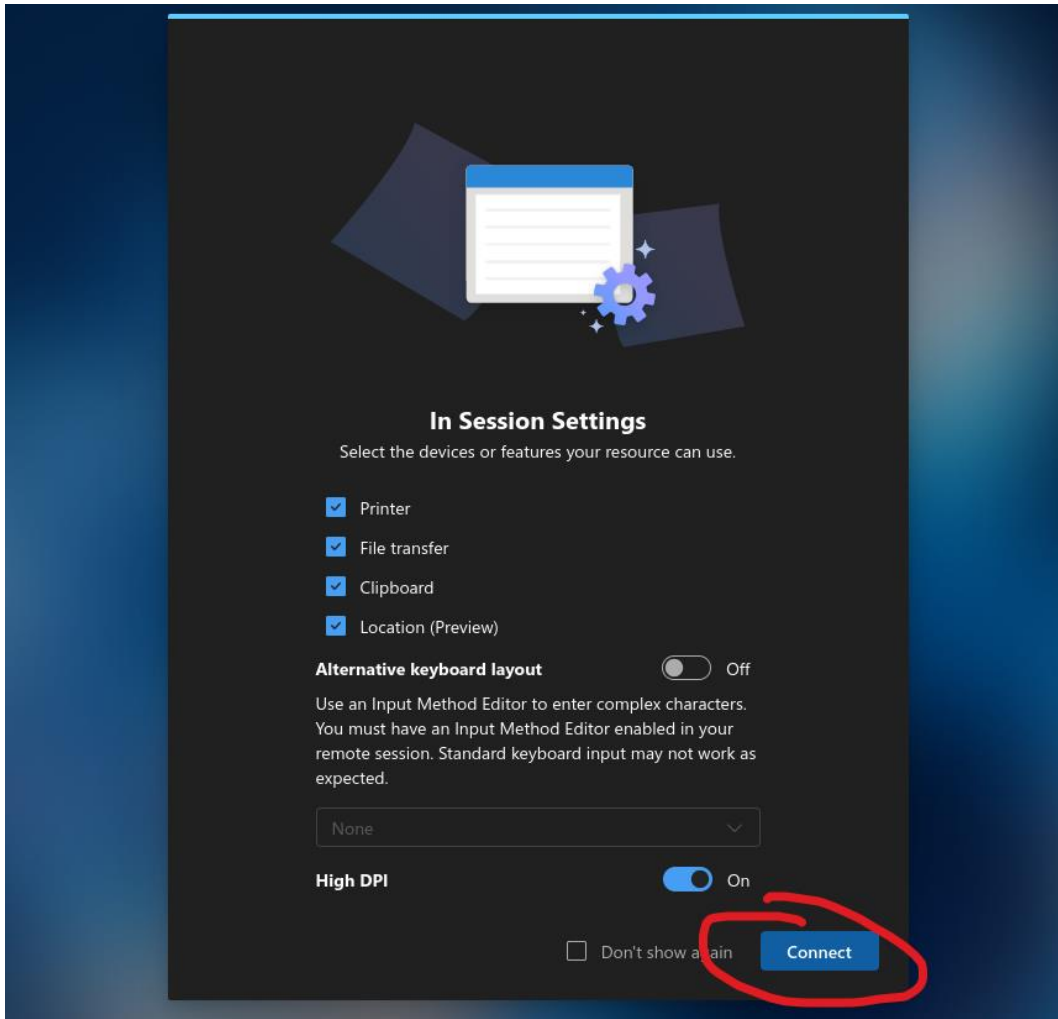 In Session Settings
Select the devices or features your resource can use.
Printer
File transfer
Clipboard
Location (Preview)
Alternative keyboard layout
Off
Use an Input Method Editor to enter complex characters.
You must have an Input Method Editor enabled in your
remote session. Standard keyboard input may not work as
expected.
None
High DPI
On
Don't show again
Connect